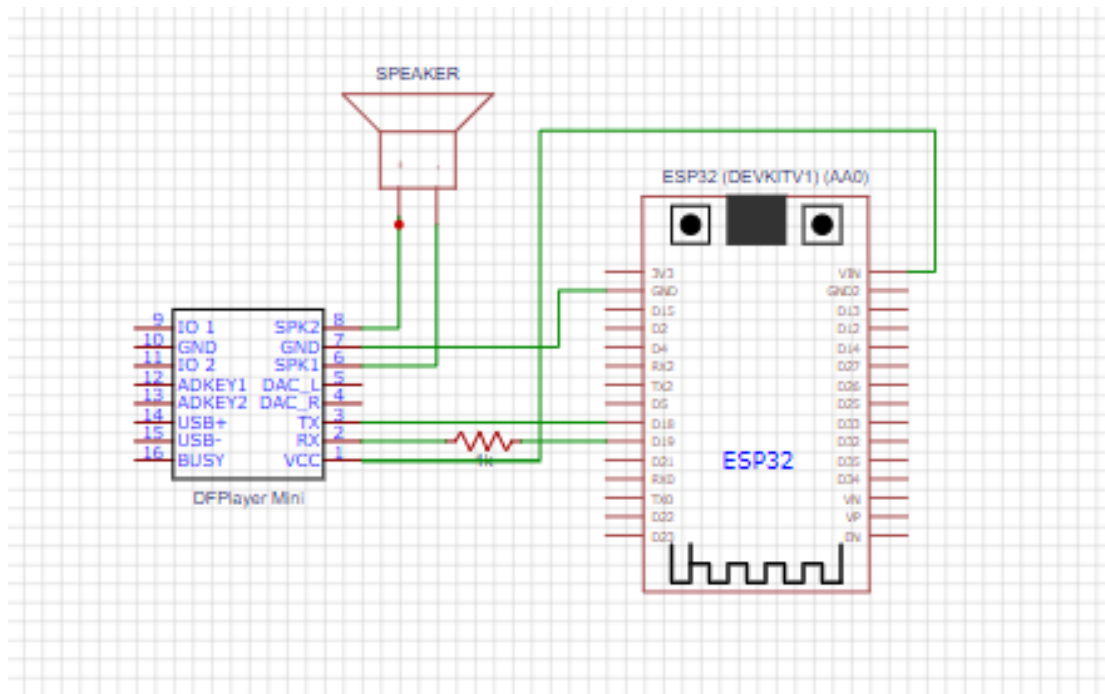 SPEAKER
ESP32 (DEVKITV1) (AA0)
3V3 VIN
GND GND2
D15 D13
D2 D12
D4 D14
RX2 D27
TX2 D26
D5 D25
D18 D33
D19 D32
D21 D35
RX0 D34
TX0 VN
D22 VP
D23 EN
ESP32
9 IO 1 SPK2 8
10 GND GND 7
11 IO 2 SPK1 6
12 ADKEY1 DAC_L 5
13 ADKEY2 DAC_R 4
14 USB+ TX 3
15 USB- RX 2
16 BUSY VCC 1
1k
DFPlayer Mini